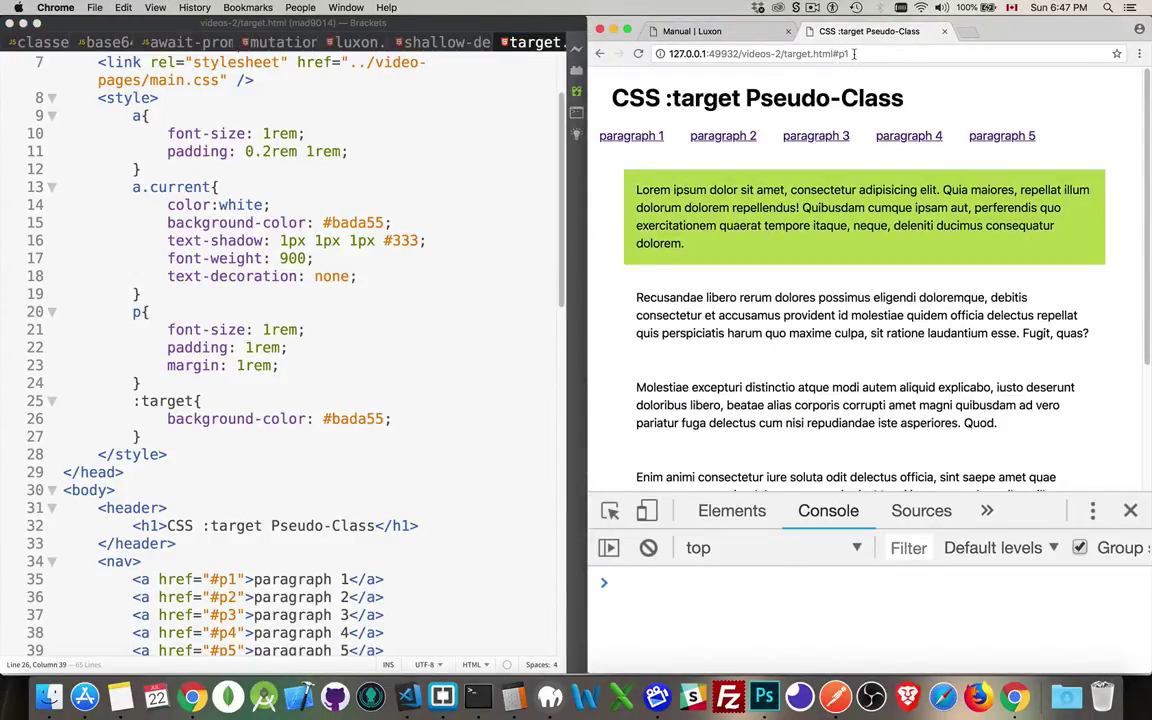 Chrome File Edit View History Bookmarks People Window Help 100% Sun 6:47 PM
videos-2/target.html (mad9014) — Brackets
classe base64 await-pro mutation luxon. shallow-de target.
7 <link rel="stylesheet" href="../video-
pages/main.css" />
8 <style>
9 a{
10 font-size: 1rem;
11 padding: 0.2rem 1rem;
12 }
13 a.current{
14 color:white;
15 background-color: #bada55;
16 text-shadow: 1px 1px 1px #333;
17 font-weight: 900;
18 text-decoration: none;
19 }
20 p{
21 font-size: 1rem;
22 padding: 1rem;
23 margin: 1rem;
24 }
25 :target{
26 background-color: #bada55;
27 }
28 </style>
29 </head>
30 <body>
31 <header>
32 <h1>CSS :target Pseudo-Class</h1>
33 </header>
34 <nav>
35 <a href="#p1">paragraph 1</a>
36 <a href="#p2">paragraph 2</a>
37 <a href="#p3">paragraph 3</a>
38 <a href="#p4">paragraph 4</a>
39 <a href="#p5">paragraph 5</a>
Line 26, Column 39 — 65 Lines INS UTF-8 HTML Spaces: 4
Manual | Luxon CSS :target Pseudo-Class
127.0.0.1:49932/videos-2/target.html#p1
CSS :target Pseudo-Class
paragraph 1 paragraph 2 paragraph 3 paragraph 4 paragraph 5
Lorem ipsum dolor sit amet, consectetur adipisicing elit. Quia maiores, repellat illum
dolorum dolorem repellendus! Quibusdam cumque ipsam aut, perferendis quo
exercitationem quaerat tempore itaque, neque, deleniti ducimus consequatur
dolorem.
Recusandae libero rerum dolores possimus eligendi doloremque, debitis
consectetur et accusamus provident id molestiae quidem officia delectus repellat
quis perspiciatis harum quo maxime culpa, sit ratione laudantium esse. Fugit, quas?
Molestiae excepturi distinctio atque modi autem aliquid explicabo, iusto deserunt
doloribus libero, beatae alias corporis corrupti amet magni quibusdam ad vero
pariatur fuga delectus cum nisi repudiandae iste asperiores. Quod.
Enim animi consectetur iure soluta odit delectus officia, sint saepe amet quae
Elements Console Sources
top Filter Default levels Group s
JUL
22